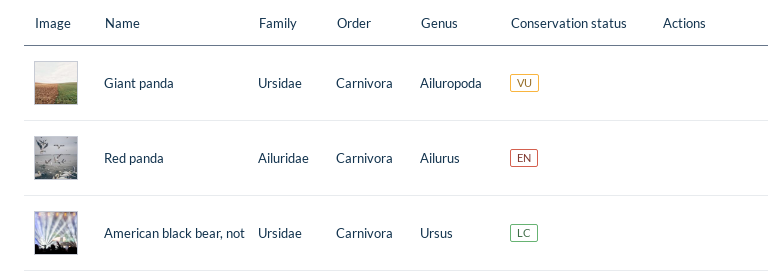 Image Name Family Order Genus Conservation status Actions
Giant panda Ursidae Carnivora Ailuropoda VU
Red panda Ailuridae Carnivora Ailurus EN
American black bear, not Ursidae Carnivora Ursus LC